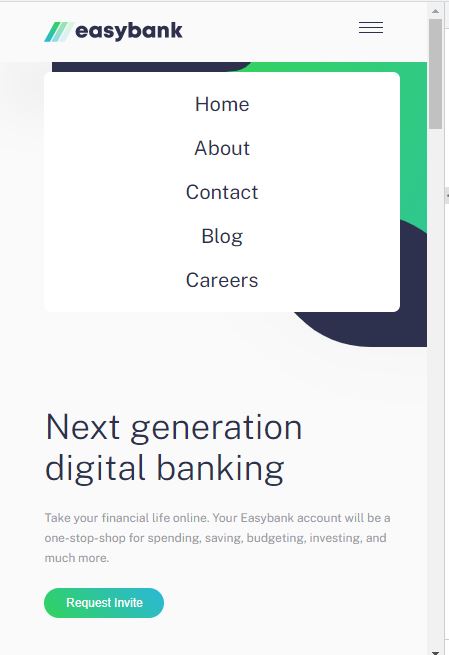 easybank
Home
About
Contact
Blog
Careers
Next generation
digital banking
Take your financial life online. Your Easybank account will be a
one-stop-shop for spending, saving, budgeting, investing, and
much more.
Request Invite